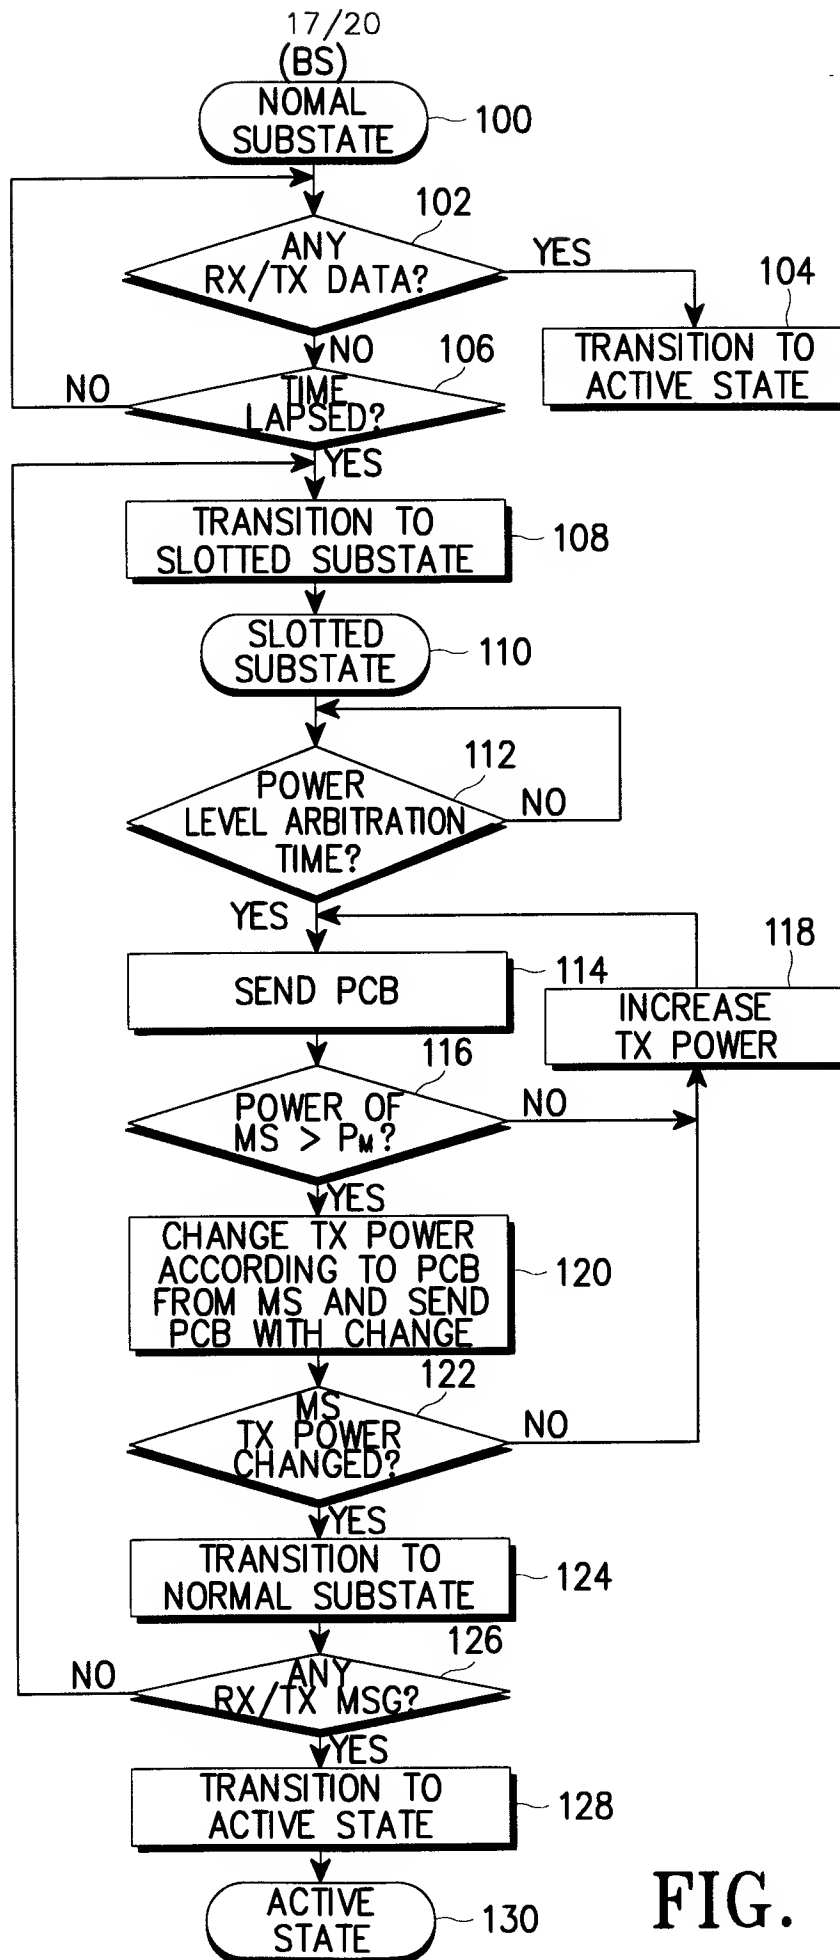 17/20
(BS)
NOMAL
SUBSTATE
100
102
ANY
RX/TX DATA?
YES
104
TRANSITION TO
ACTIVE STATE
NO
106
TIME
LAPSED?
NO
YES
TRANSITION TO
SLOTTED SUBSTATE
108
SLOTTED
SUBSTATE
110
112
POWER
LEVEL ARBITRATION
TIME?
NO
YES
SEND PCB
114
118
INCREASE
TX POWER
116
POWER OF
MS > PM?
NO
YES
CHANGE TX POWER
ACCORDING TO PCB
FROM MS AND SEND
PCB WITH CHANGE
120
122
MS
TX POWER
CHANGED?
NO
YES
TRANSITION TO
NORMAL SUBSTATE
124
126
ANY
RX/TX MSG?
NO
YES
TRANSITION TO
ACTIVE STATE
128
ACTIVE
STATE
130
FIG.